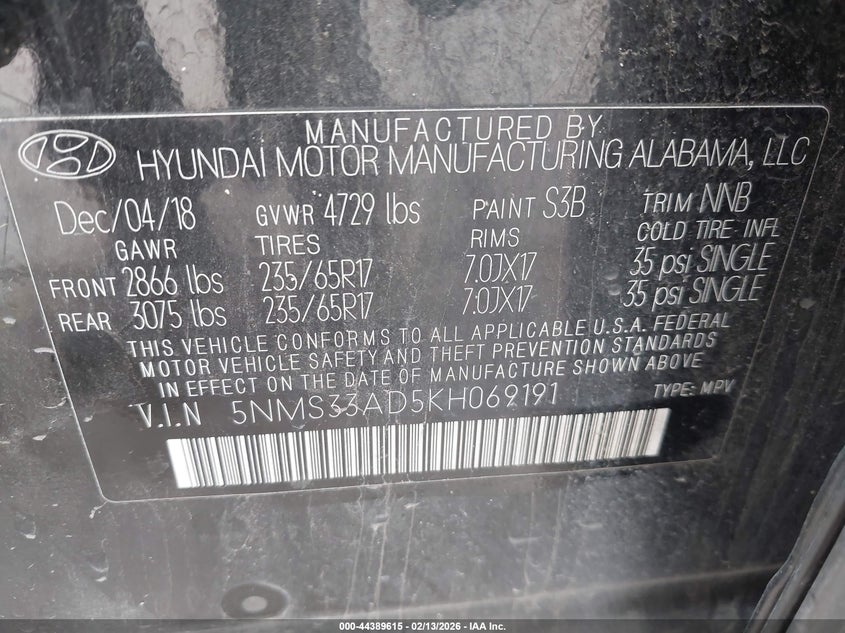 MANUFACTURED BY
HYUNDAI MOTOR MANUFACTURING ALABAMA, LLC
Dec/04/18 GVWR 4729 lbs PAINT S3B TRIM NNB
GAWR TIRES RIMS COLD TIRE INFL
FRONT 2866 lbs 235/65R17 7.0JX17 35 psi SINGLE
REAR 3075 lbs 235/65R17 7.0JX17 35 psi SINGLE
THIS VEHICLE CONFORMS TO ALL APPLICABLE U.S.A. FEDERAL
MOTOR VEHICLE SAFETY AND THEFT PREVENTION STANDARDS
IN EFFECT ON THE DATE OF MANUFACTURE SHOWN ABOVE
V.I.N 5NMS33AD5KH069191 TYPE: MPV
000-44389615 - 02/13/2026 - IAA Inc.